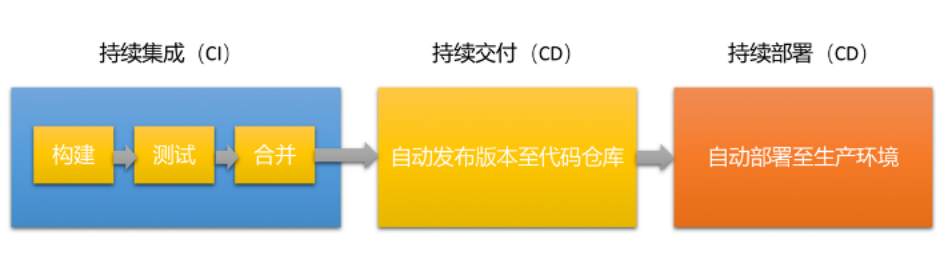 持续集成（CI）
持续交付（CD）
持续部署（CD）
构建
测试
合并
自动发布版本至代码仓库
自动部署至生产环境